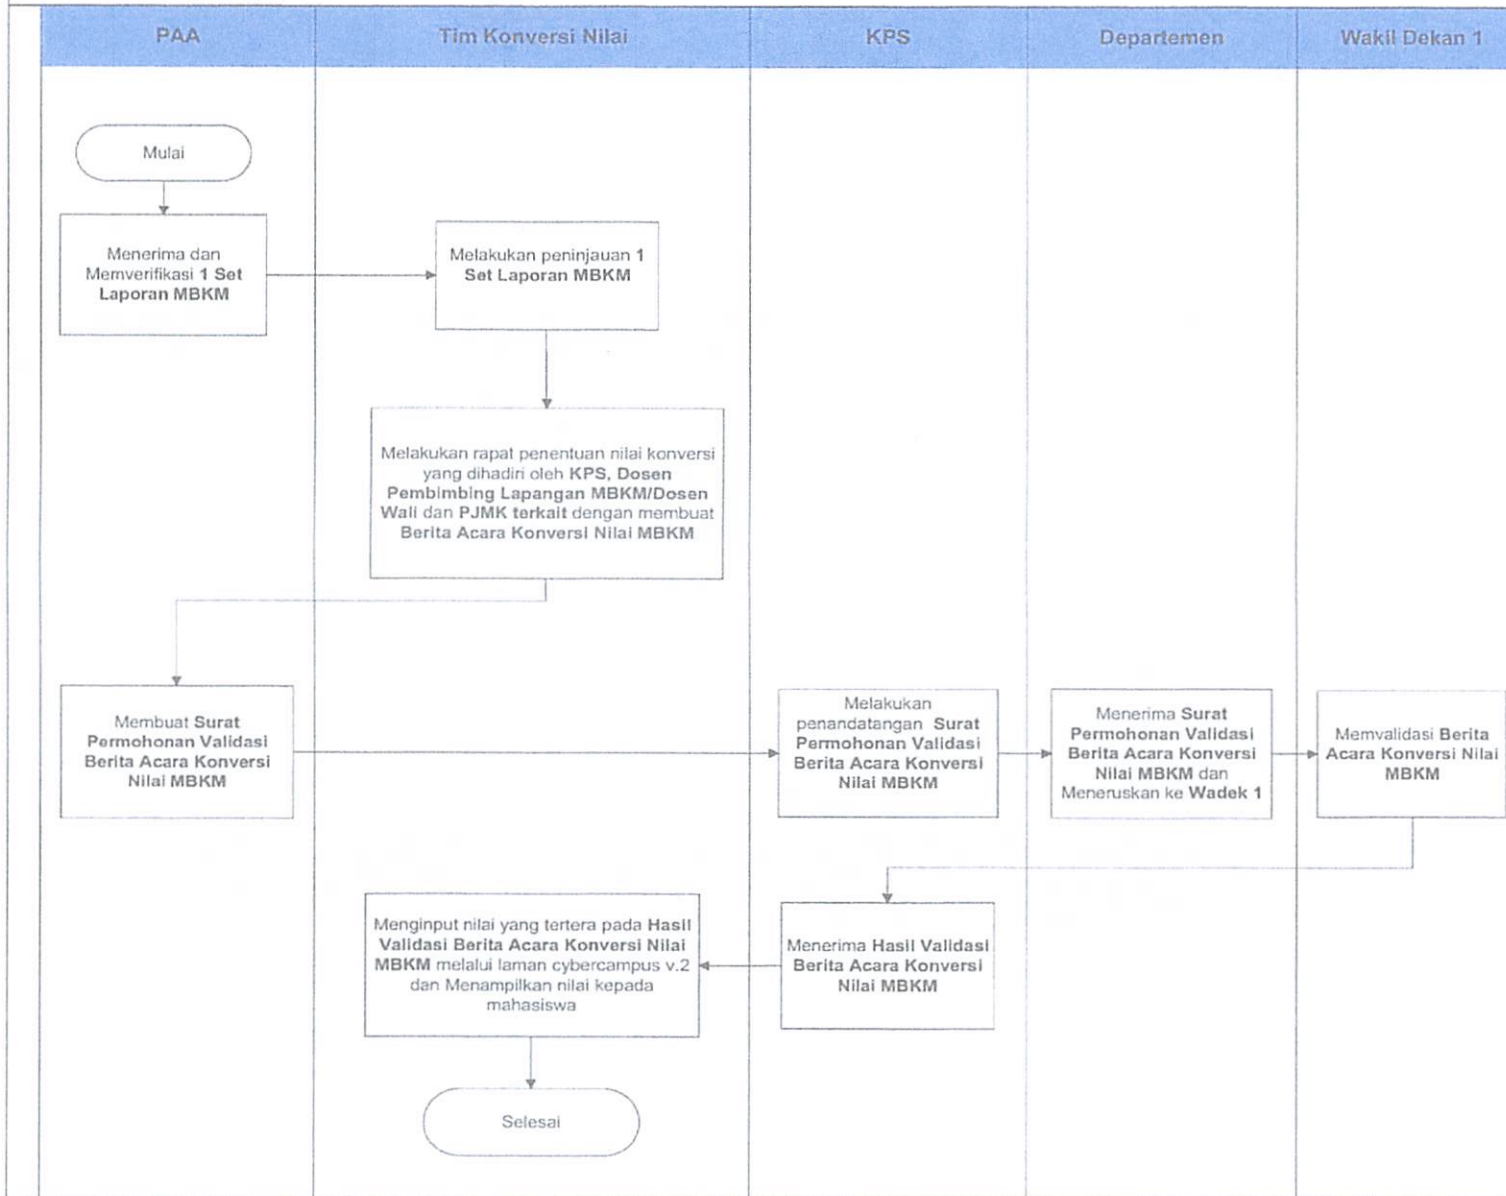 PAA
Tim Konversi Nilai
KPS
Departemen
Wakil Dekan 1
Mulai
Menerima dan
Memverifikasi 1 Set
Laporan MBKM
Melakukan peninjauan 1
Set Laporan MBKM
Melakukan rapat penentuan nilai konversi
yang dihadiri oleh KPS, Dosen
Pembimbing Lapangan MBKM/Dosen
Wali dan PJMK terkait dengan membuat
Berita Acara Konversi Nilai MBKM
Membuat Surat
Permohonan Validasi
Berita Acara Konversi
Nilai MBKM
Melakukan
penandatangan Surat
Permohonan Validasi
Berita Acara Konversi
Nilai MBKM
Menerima Surat
Permohonan Validasi
Berita Acara Konversi
Nilai MBKM dan
Meneruskan ke Wadek 1
Memvalidasi Berita
Acara Konversi Nilai
MBKM
Menerima Hasil Validasi
Berita Acara Konversi
Nilai MBKM
Menginput nilai yang tertera pada Hasil
Validasi Berita Acara Konversi Nilai
MBKM melalui laman cybercampus v.2
dan Menampilkan nilai kepada
mahasiswa
Selesai